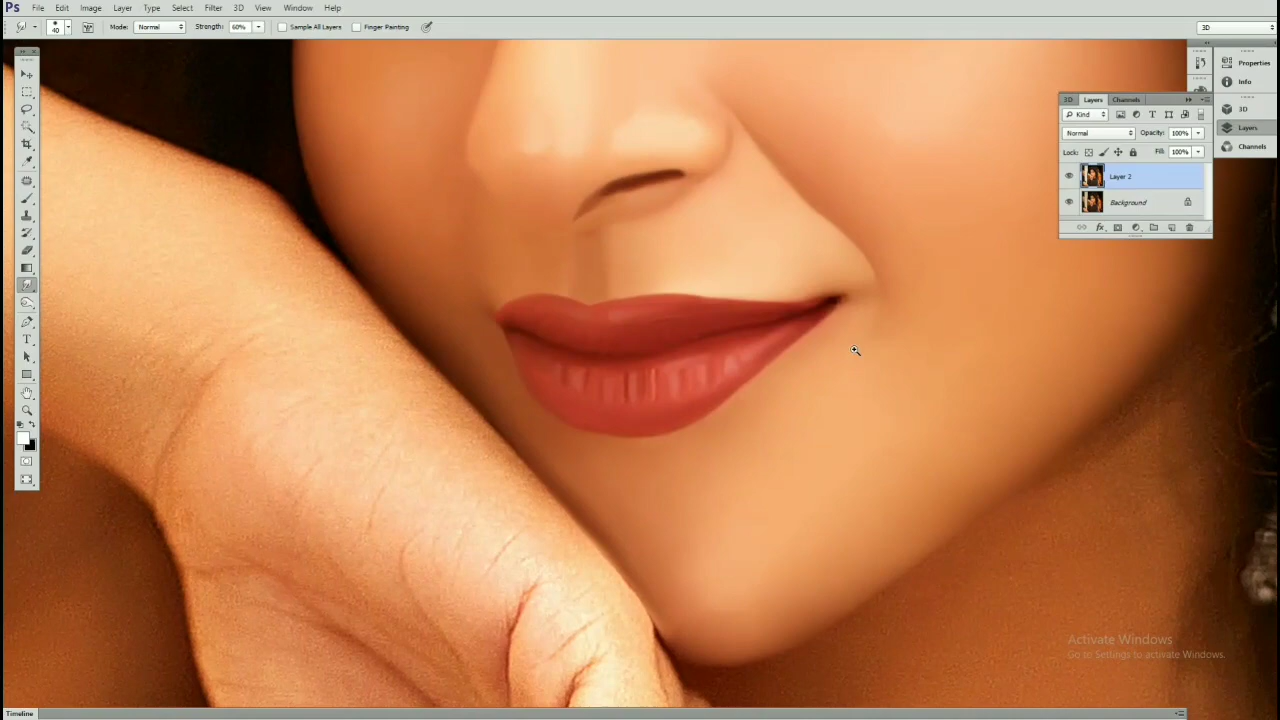 Ps File Edit Image Layer Type Select Filter 3D View Window Help
40 Mode: Normal Strength: 60% Sample All Layers Finger Painting 3D
Properties
Info
3D
Layers
Channels
3D Layers Channels
Kind
Normal Opacity: 100%
Lock: Fill: 100%
Layer 2
Background
fx
T
Activate Windows
Go to Settings to activate Windows.
Timeline